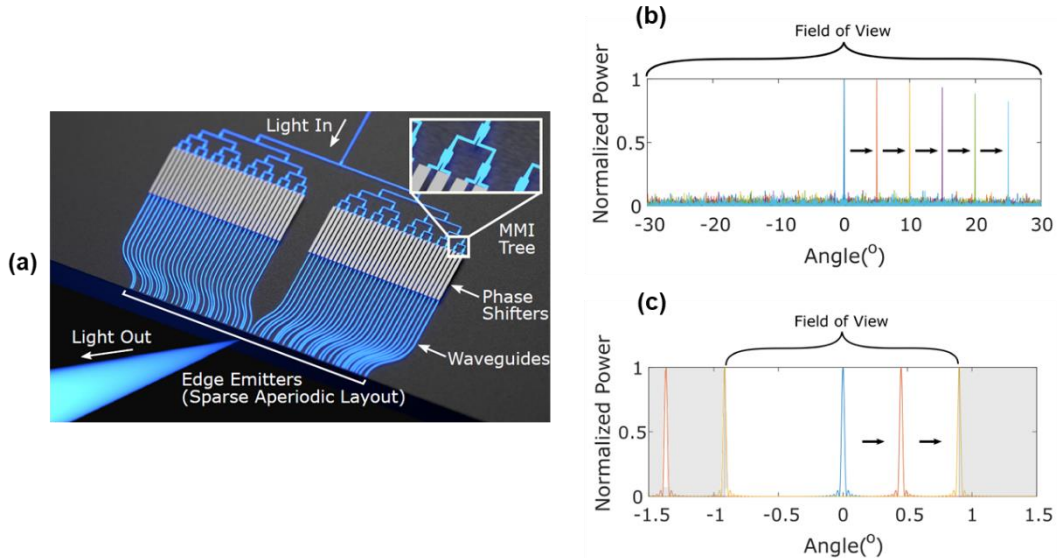 (a)
Light In
MMI
Tree
Phase
Shifters
Waveguides
Light Out
Edge Emitters
(Sparse Aperiodic Layout)
(b)
Field of View
Normalized Power
1
0.5
0
-30 -20 -10 0 10 20 30
Angle(°)
(c)
Field of View
Normalized Power
1
0.5
0
-1.5 -1 -0.5 0 0.5 1 1.5
Angle(°)